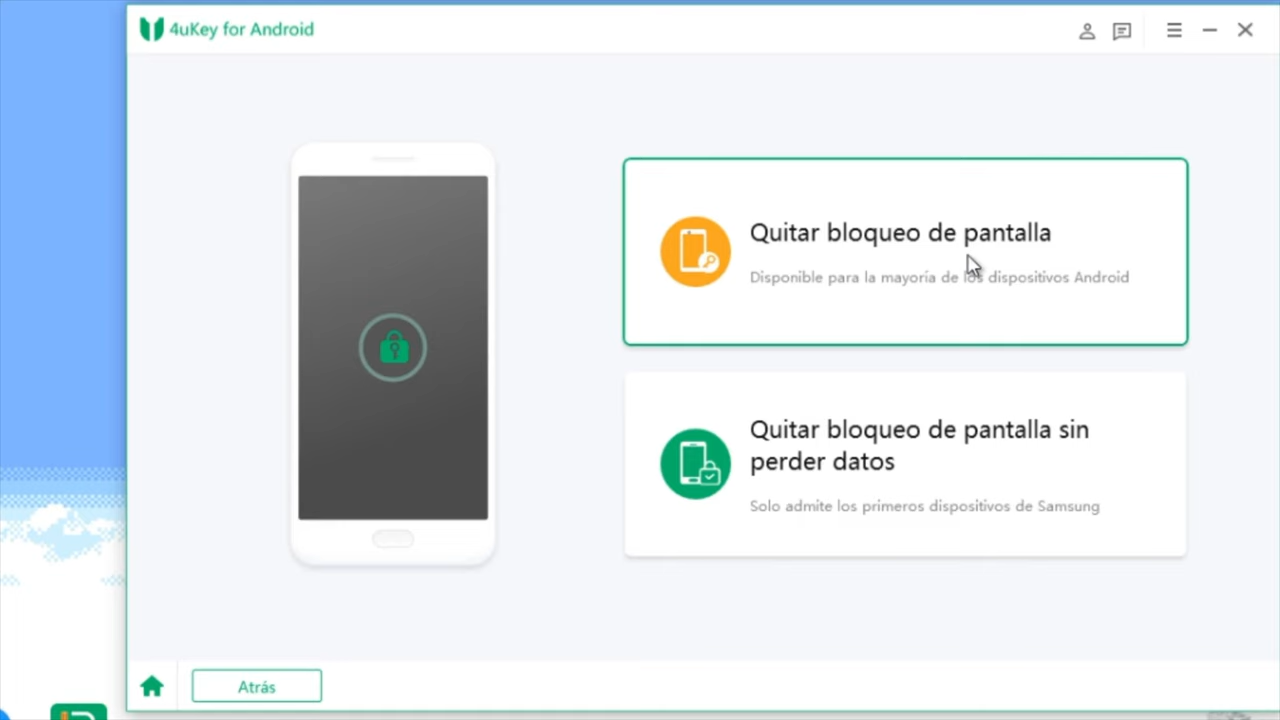 4uKey for Android
Quitar bloqueo de pantalla
Disponible para la mayoría de los dispositivos Android
Quitar bloqueo de pantalla sin
perder datos
Solo admite los primeros dispositivos de Samsung
Atrás